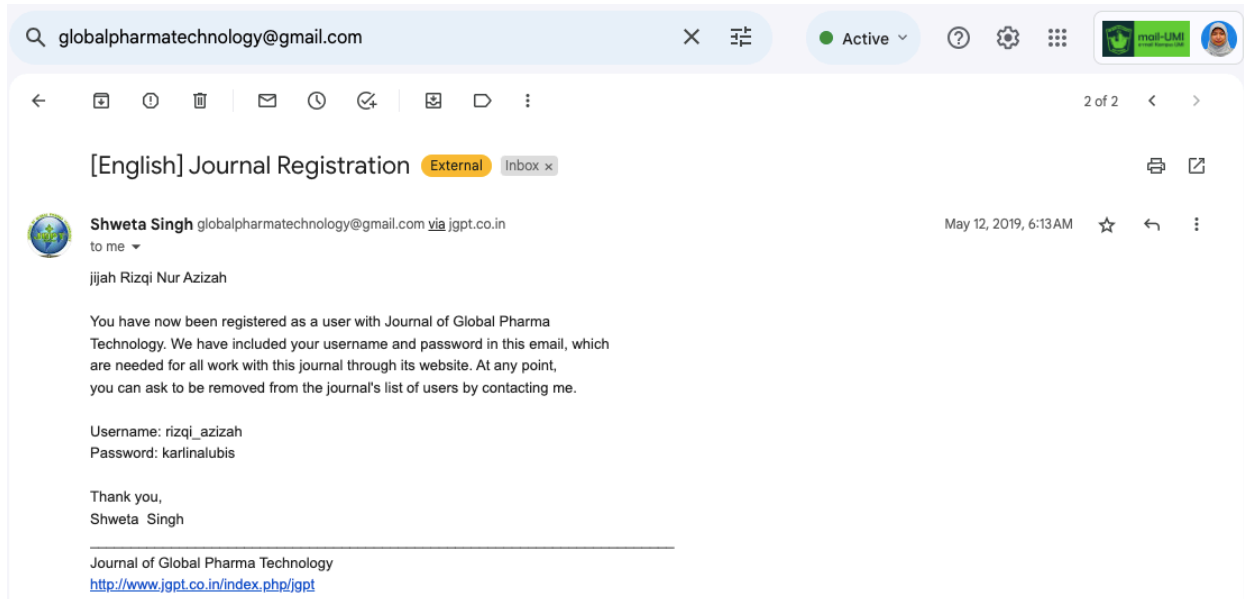 globalpharmatechnology@gmail.com
Active
mail-UMI
2 of 2
[English] Journal Registration External Inbox ×
Shweta Singh globalpharmatechnology@gmail.com via jgpt.co.in
May 12, 2019, 6:13 AM
to me
jijah Rizqi Nur Azizah
You have now been registered as a user with Journal of Global Pharma
Technology. We have included your username and password in this email, which
are needed for all work with this journal through its website. At any point,
you can ask to be removed from the journal's list of users by contacting me.
Username: rizqi_azizah
Password: karlinalubis
Thank you,
Shweta Singh
Journal of Global Pharma Technology
http://www.jgpt.co.in/index.php/jgpt